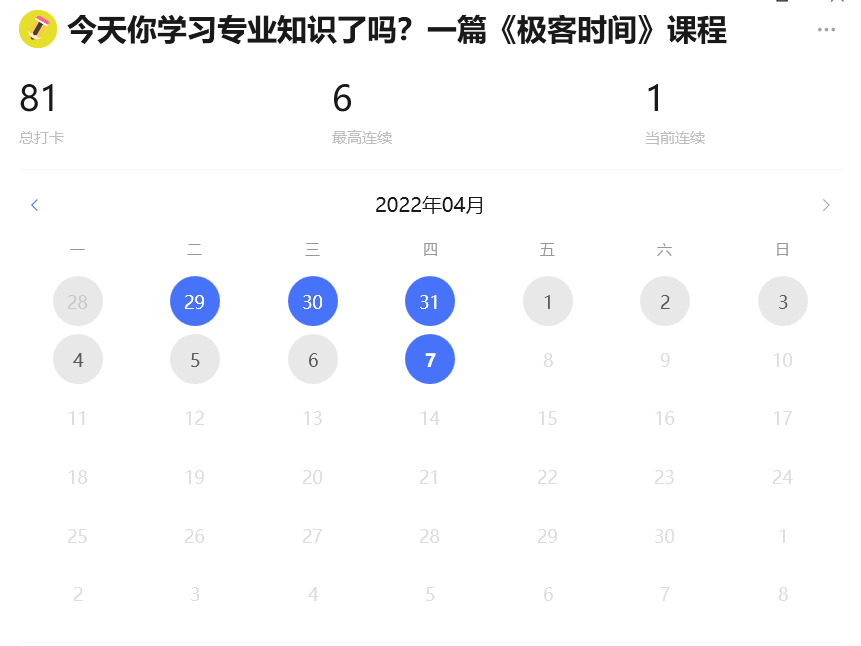 今天你学习专业知识了吗？一篇《极客时间》课程
81 6 1
总打卡 最高连续 当前连续
2022年04月
一 二 三 四 五 六 日
28 29 30 31 1 2 3
4 5 6 7 8 9 10
11 12 13 14 15 16 17
18 19 20 21 22 23 24
25 26 27 28 29 30 1
2 3 4 5 6 7 8